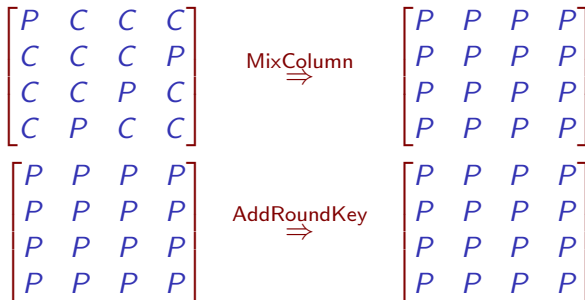 P C C C P P P P
C C C P P P P P
MixColumn
⇒
C C P C P P P P
C P C C P P P P
P P P P P P P P
P P P P P P P P
AddRoundKey
⇒
P P P P P P P P
P P P P P P P P